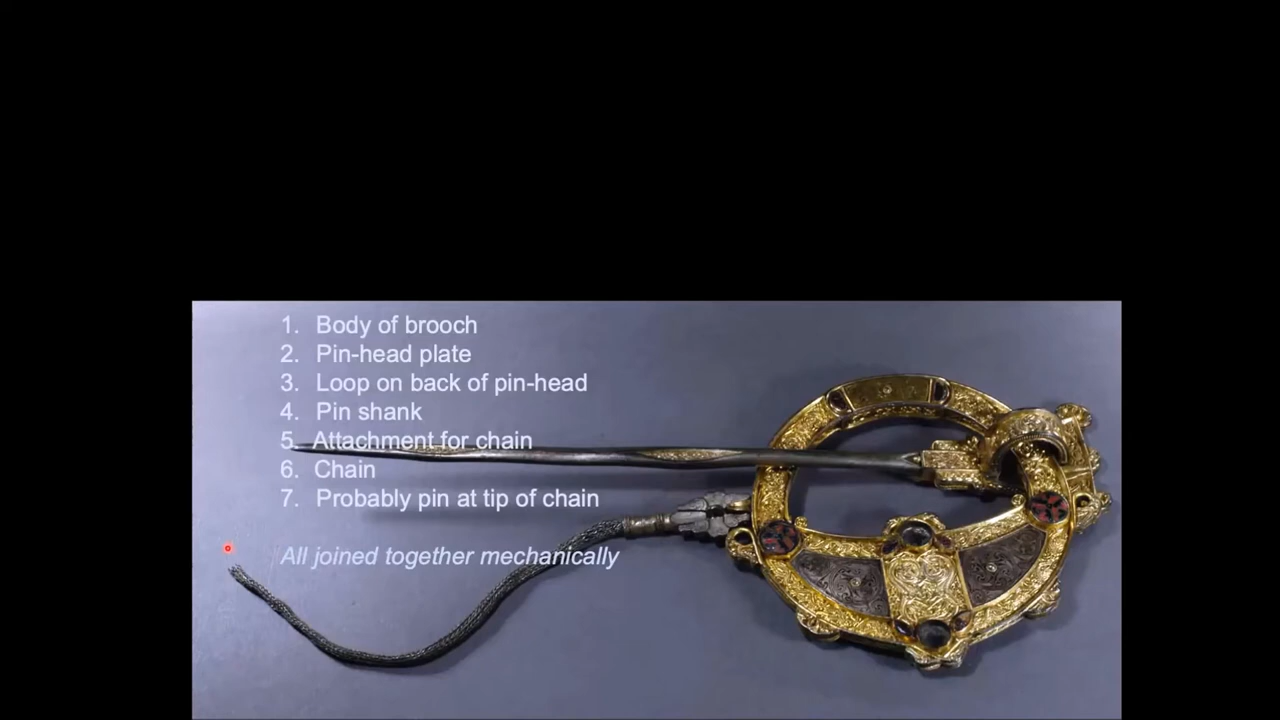 1. Body of brooch
2. Pin-head plate
3. Loop on back of pin-head
4. Pin shank
5. Attachment for chain
6. Chain
7. Probably pin at tip of chain
All joined together mechanically